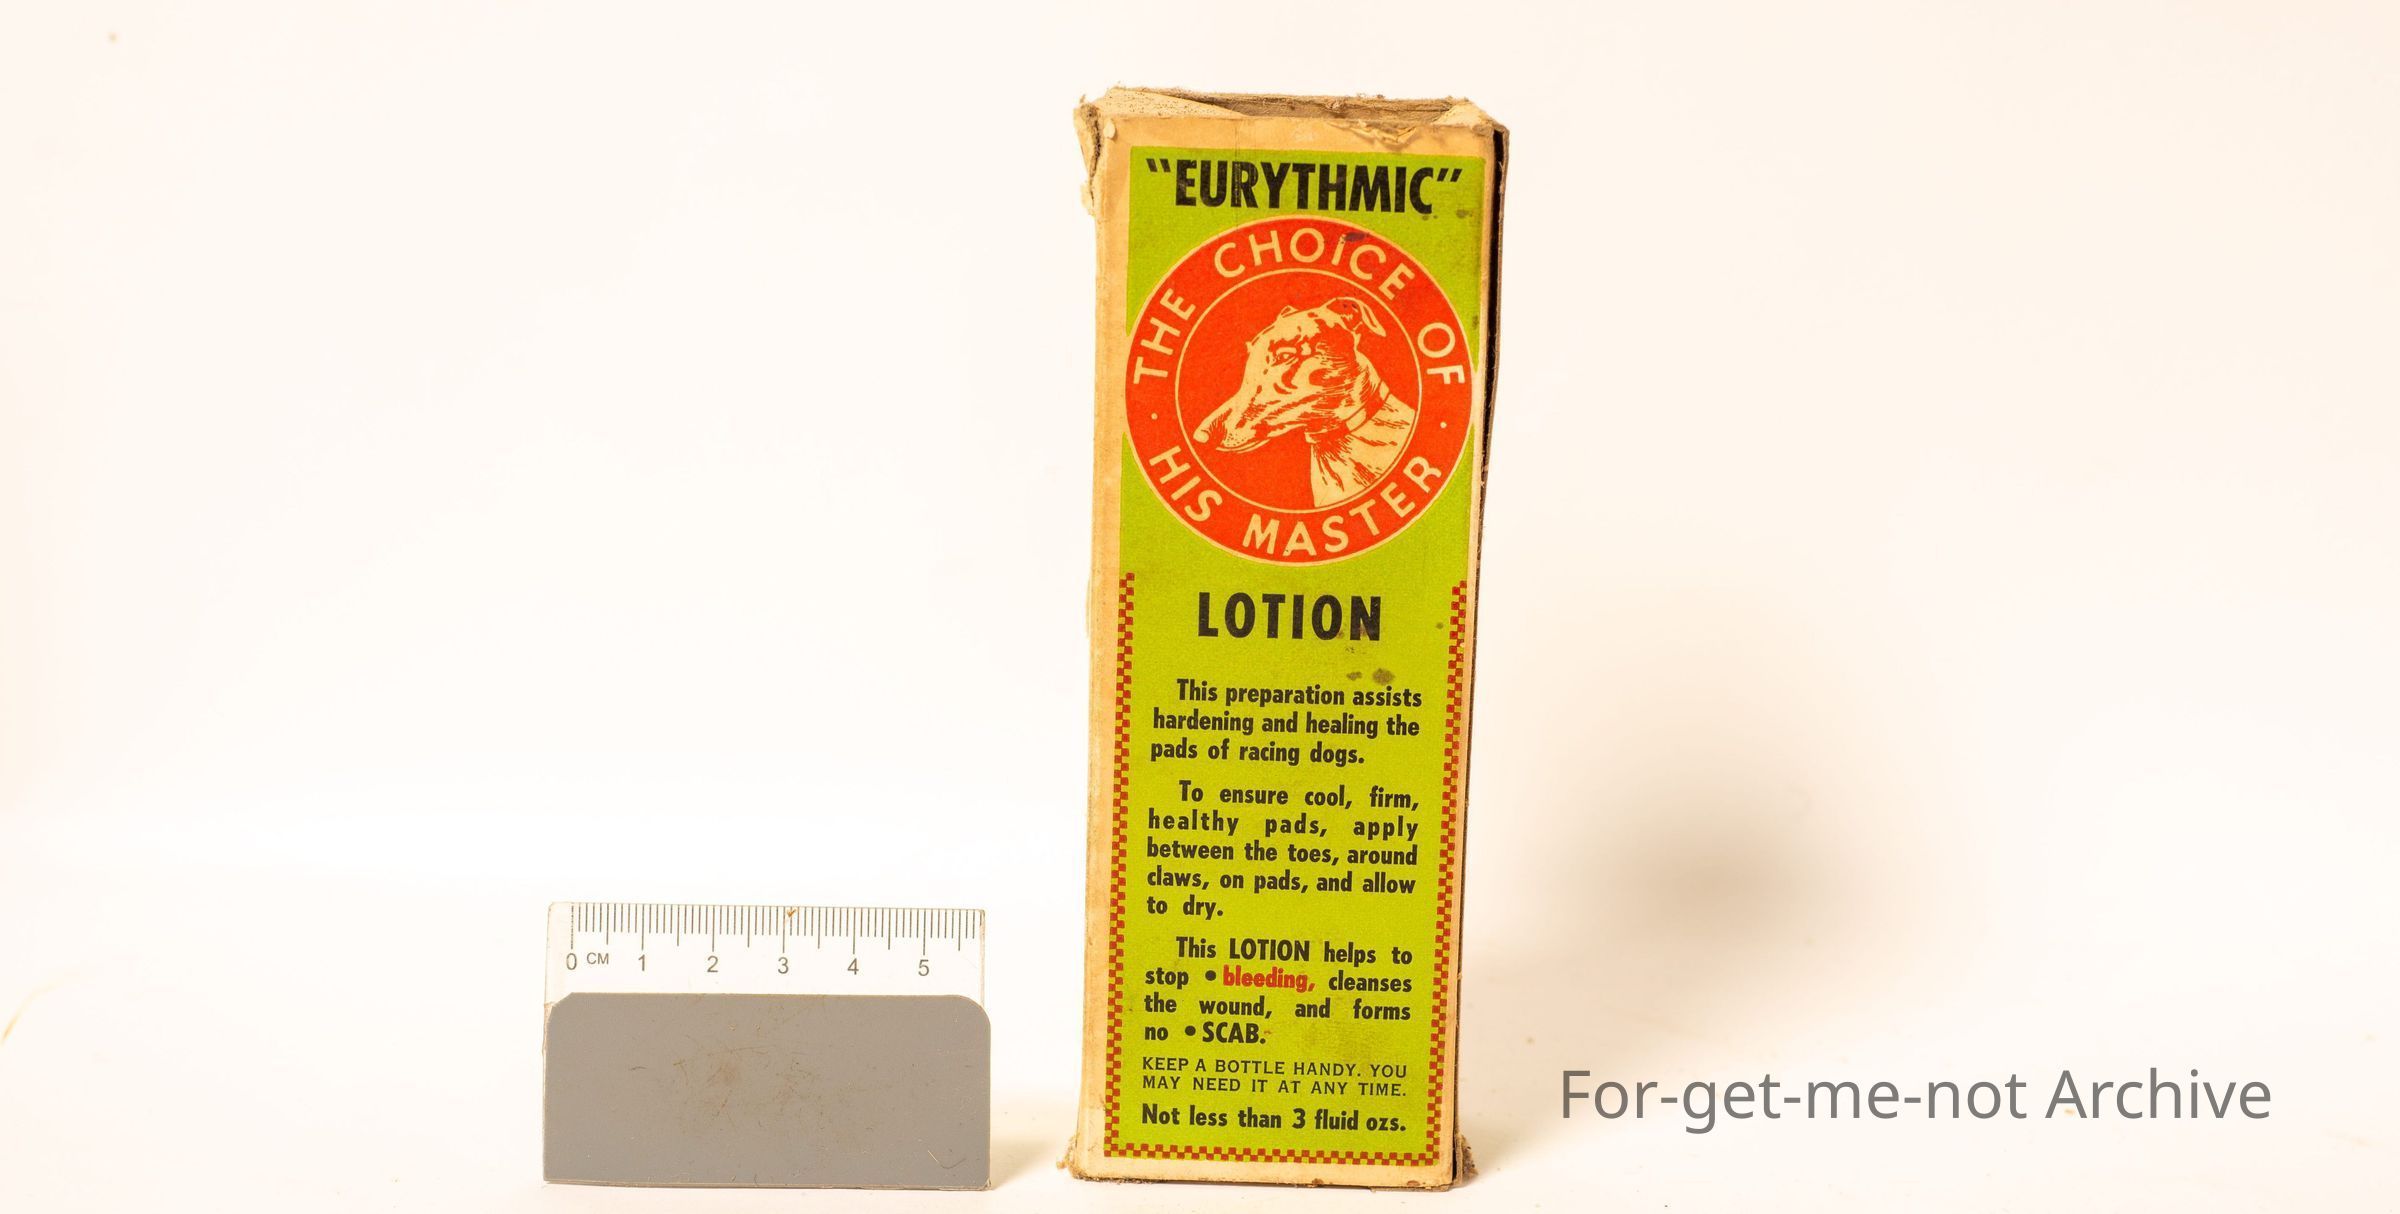 "EURYTHMIC"
THE CHOICE OF
· HIS MASTER ·
LOTION
This preparation assists
hardening and healing the
pads of racing dogs.
To ensure cool, firm,
healthy pads, apply
between the toes, around
claws, on pads, and allow
to dry.
This LOTION helps to
stop • bleeding, cleanses
the wound, and forms
no • SCAB.
KEEP A BOTTLE HANDY. YOU
MAY NEED IT AT ANY TIME.
Not less than 3 fluid ozs.
0 CM 1 2 3 4 5
For-get-me-not Archive